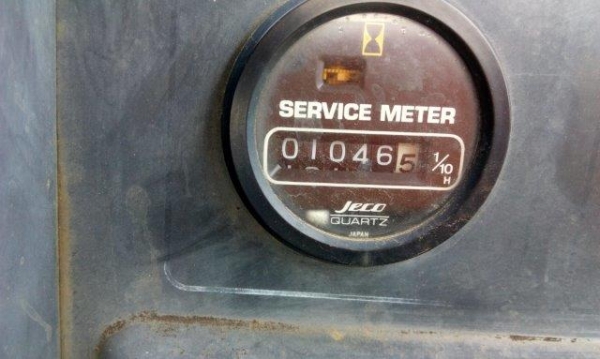 SERVICE METER
010465 1/10
H
Jeco
QUARTZ
JAPAN